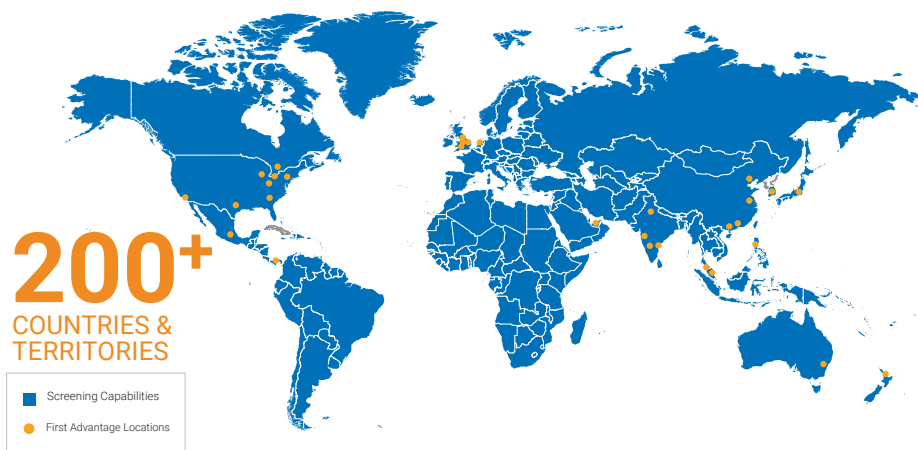 200+
COUNTRIES &
TERRITORIES
Screening Capabilities
First Advantage Locations